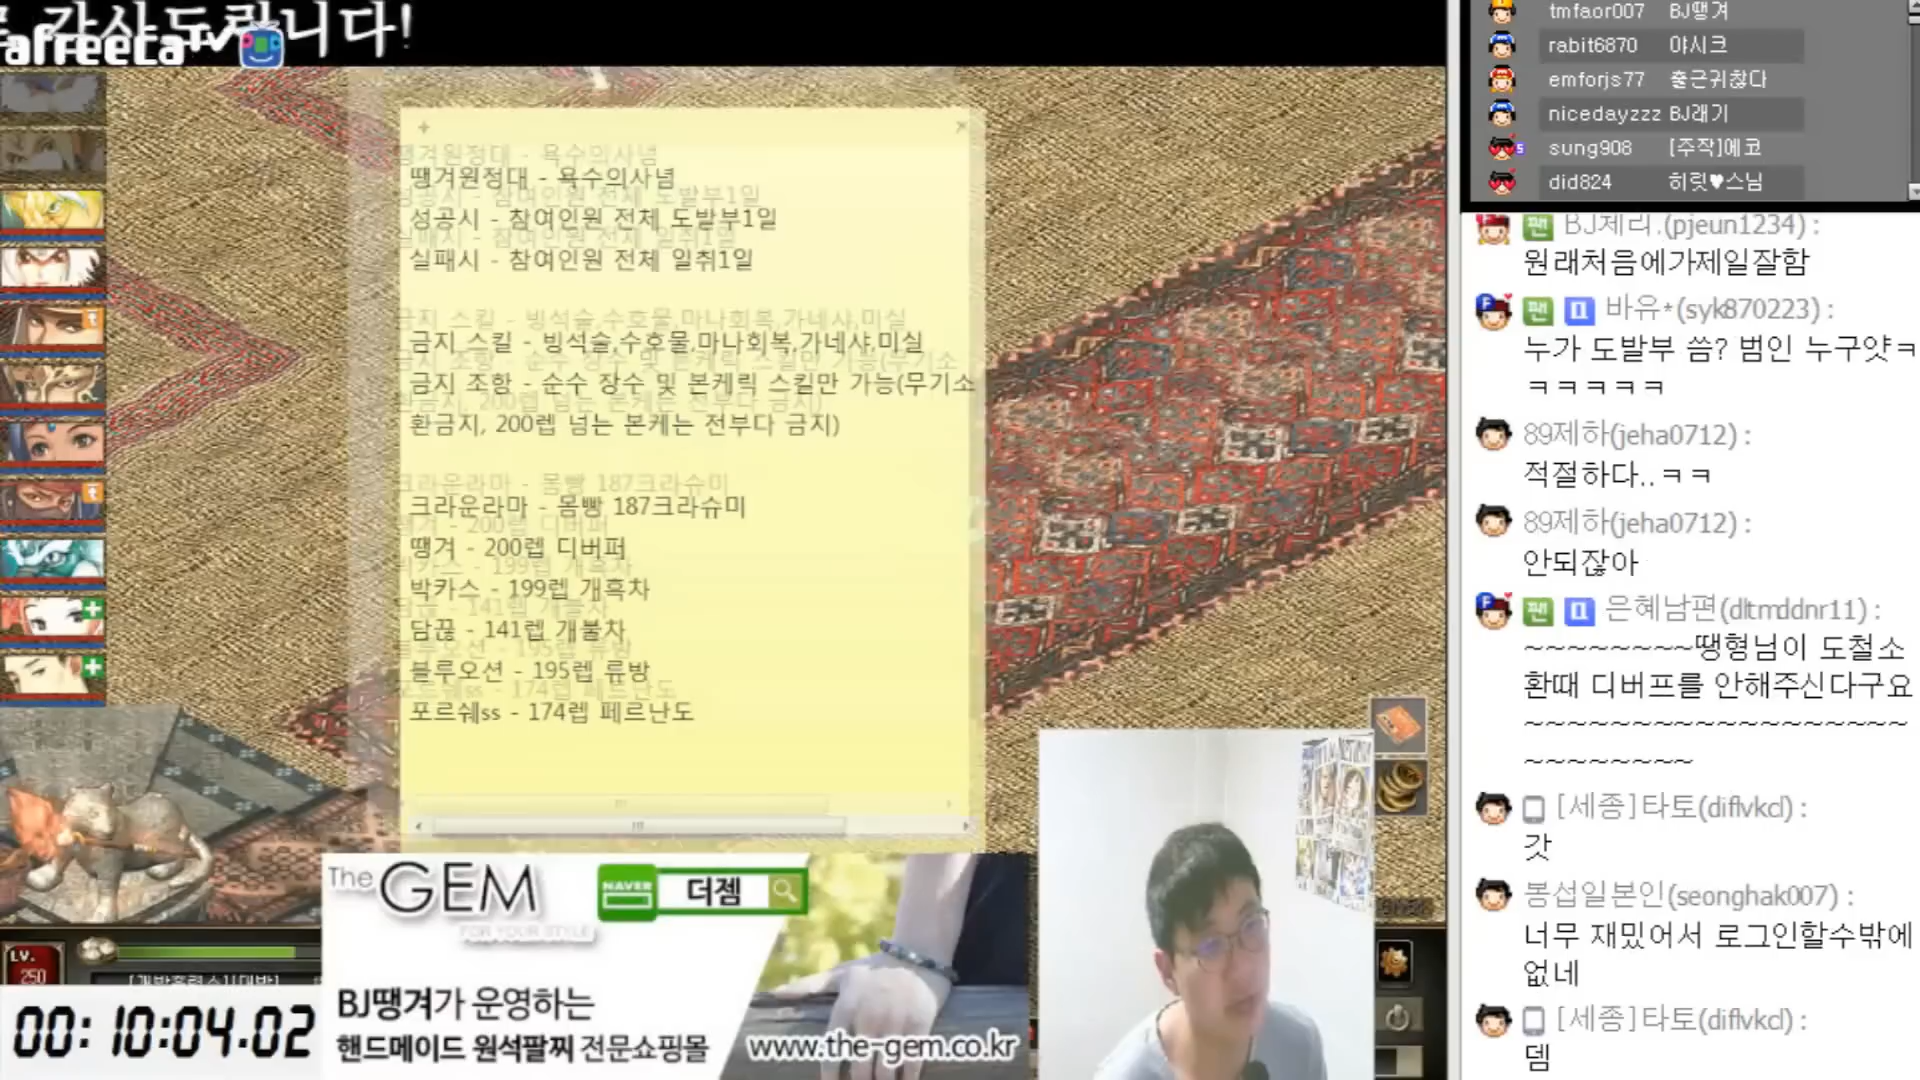 감사드립니다!
afreecaTV
땡겨원정대 - 욕수의사념
성공시 - 참여인원 전체 도발부1일
실패시 - 참여인원 전체 일취1일
금지 스킬 - 빙석술,수호물,마나회복,가네샤,미실
금지 조항 - 순수 장수 및 본케릭 스킬만 가능(무기소
환금지, 200렙 넘는 본케는 전부다 금지)
크라운라마 - 몸빵 187크라슈미
땡겨 - 200렙 디버퍼
박카스 - 199렙 개흑차
담끊 - 141렙 개불차
블루오션 - 195렙 류방
포르쉐ss - 174렙 페르난도
LV.
250
00:10:04.02
The GEM
FOR YOUR STYLE
NAVER 더젬
BJ땡겨가 운영하는
핸드메이드 원석팔찌 전문쇼핑몰
www.the-gem.co.kr
tmfaor007 BJ땡겨
rabit6870 야시크
emforjs77 출근귀찮다
nicedayzzz BJ래기
sung908 [주작]에코
did824 히릿♥스님
팬 BJ제리.(pjeun1234) :
원래처음에가제일잘함
팬 바유*(syk870223) :
누가 도발부 씀? 범인 누구얏ㅋ
ㅋㅋㅋㅋㅋ
89제하(jeha0712) :
적절하다..ㅋㅋ
89제하(jeha0712) :
안되잖아
팬 은혜남편(dltmddnr11) :
~~~~~~~~땡형님이 도철소
환때 디버프를 안해주신다구요
~~~~~~~~~~~~~~~~~~
~~~~~~~~
[세종]타토(diflvkcl) :
갓
봉섭일본인(seonghak007) :
너무 재밌어서 로그인할수밖에
없네
[세종]타토(diflvkcl) :
뎀